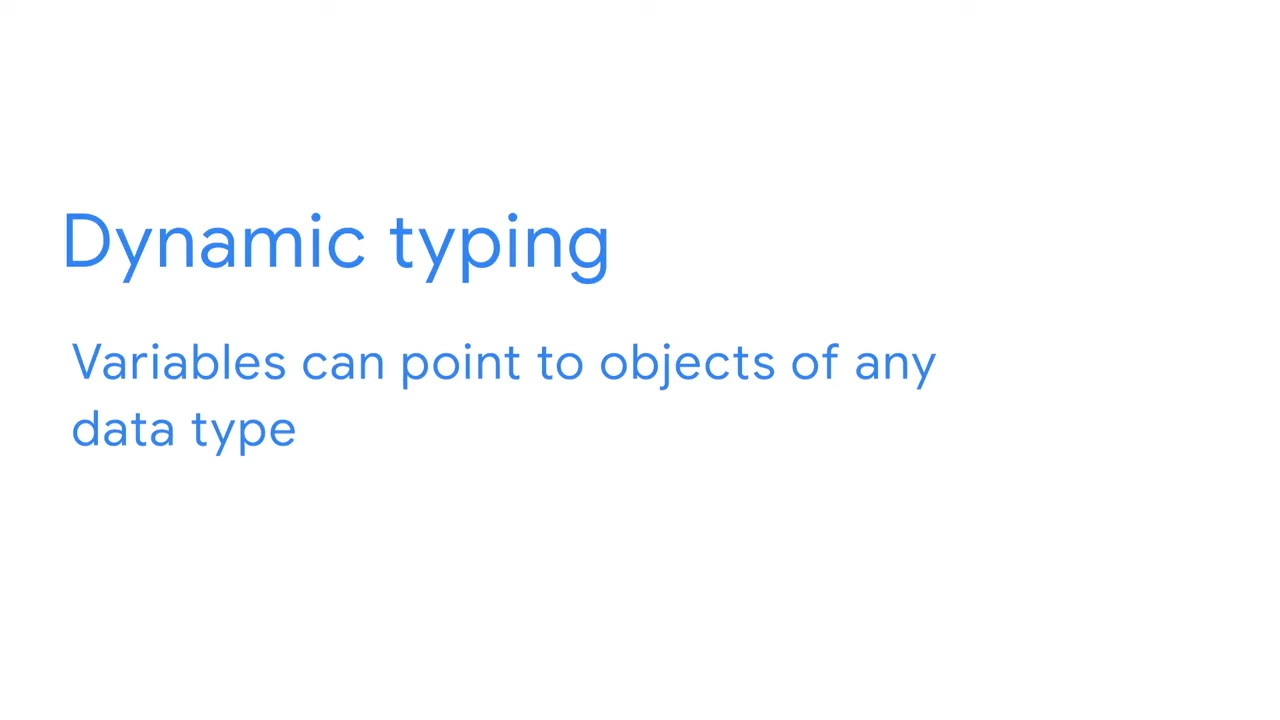 Dynamic typing
Variables can point to objects of any
data type